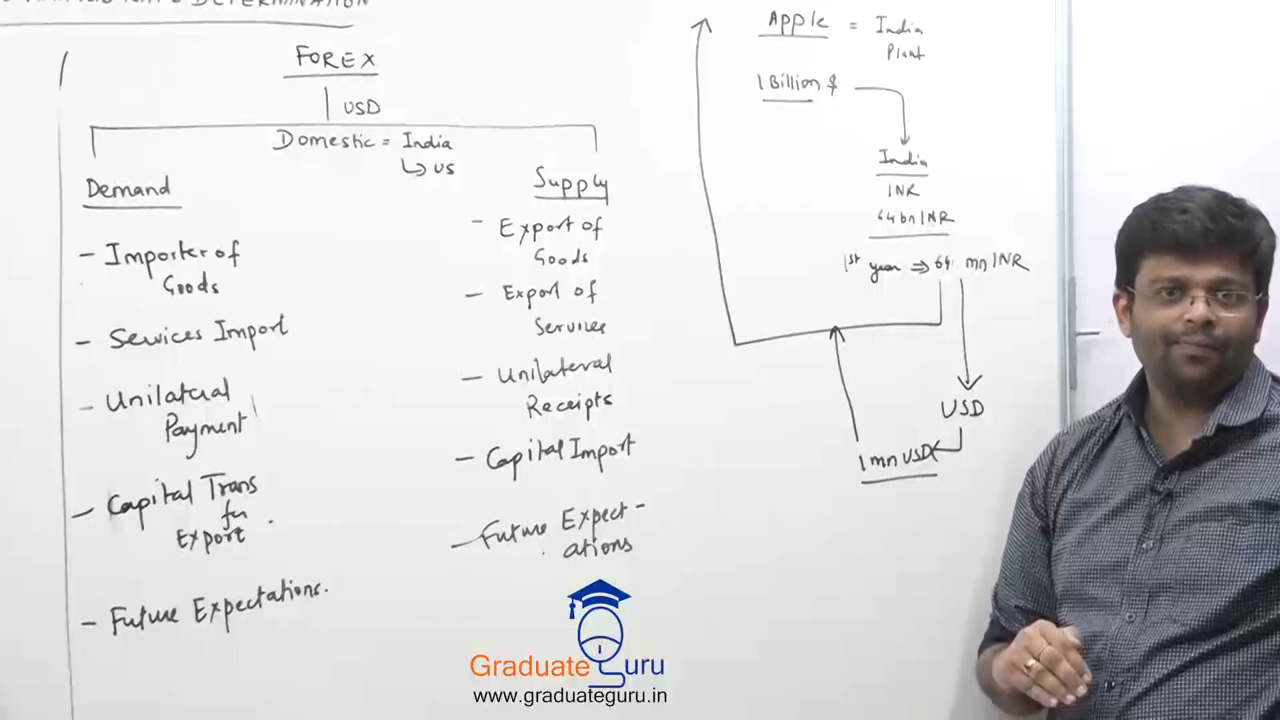 DETERMINATION
FOREX
USD
Domestic = India
↳ US
Demand
- Importer of
Goods
- Services Import
- Unilateral
Payment
- Capital Trans
fer
Export
- Future Expectations.
Supply
- Export of
Goods
- Export of
Services
- Unilateral
Receipts
- Capital Import
- Future Expect-
ations
Apple = India
Plant
1 Billion $
India
INR
64 bn INR
1st year ⇒ 64 mn INR
USD
1 mn USD
Graduate Guru
www.graduateguru.in